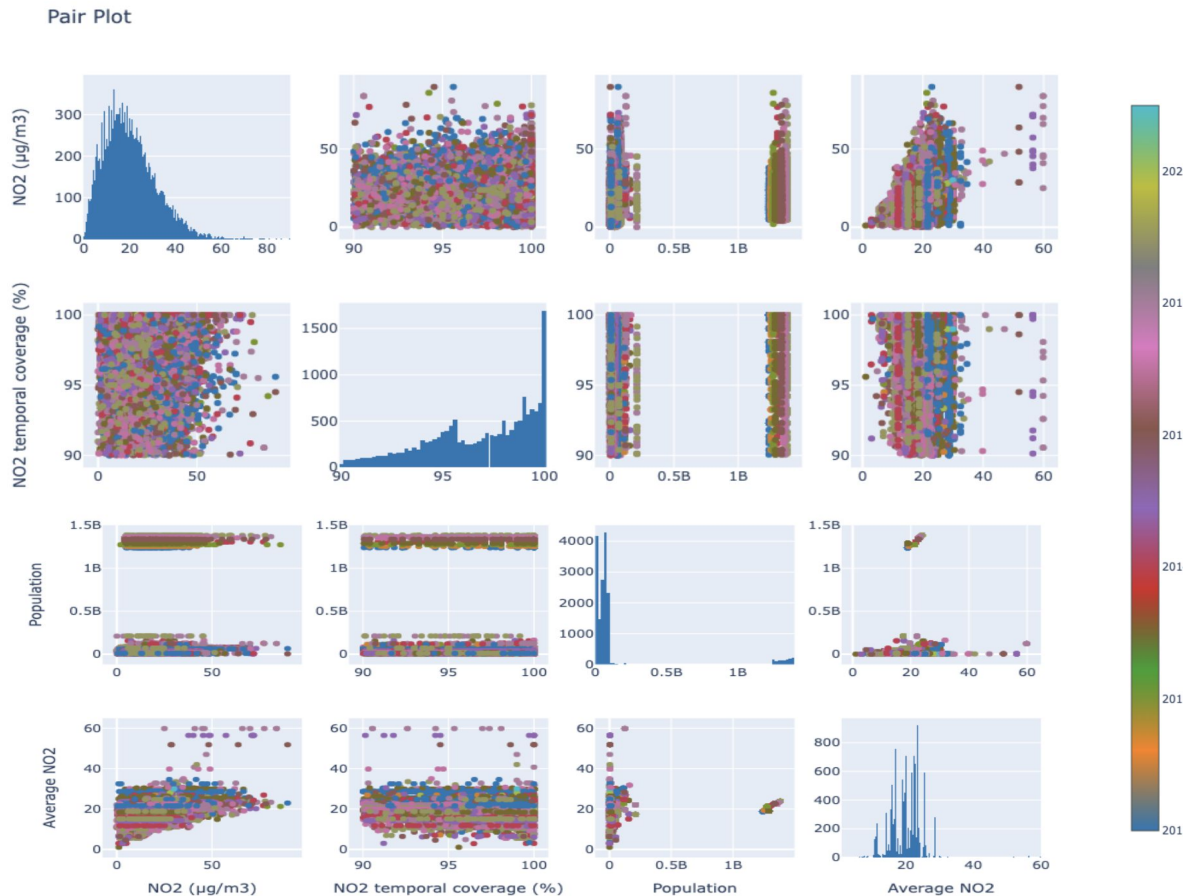 Pair Plot
NO2 (µg/m3)
300
200
100
0
0 20 40 60 80
50
0
90 95 100
50
0
0 0.5B 1B
50
0
0 20 40 60
202
201
201
201
201
201
201
NO2 temporal coverage (%)
100
95
90
0 50
1500
1000
500
0
90 95 100
100
95
90
0 0.5B 1B
100
95
90
0 20 40 60
Population
1.5B
1B
0.5B
0
0 50
1.5B
1B
0.5B
0
90 95 100
4000
3000
2000
1000
0
0.5B 1B
1.5B
1B
0.5B
0
0 20 40 60
Average NO2
60
40
20
0
0 50
60
40
20
0
90 95 100
60
40
20
0
0 0.5B 1B
800
600
400
200
0
20 40 60
NO2 (µg/m3) NO2 temporal coverage (%) Population Average NO2